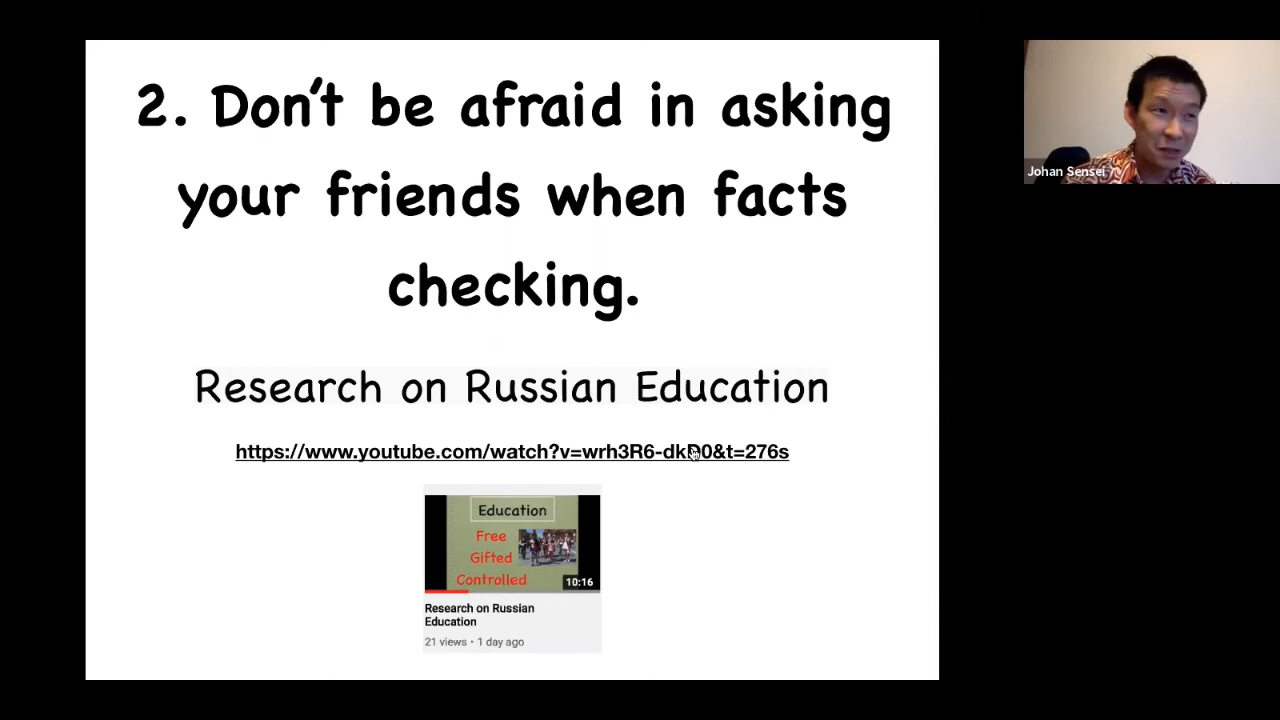 2. Don't be afraid in asking
your friends when facts
checking.
Research on Russian Education
https://www.youtube.com/watch?v=wrh3R6-dkD0&t=276s
Education
Free
Gifted
Controlled
10:16
Research on Russian
Education
21 views • 1 day ago
Johan Sensei